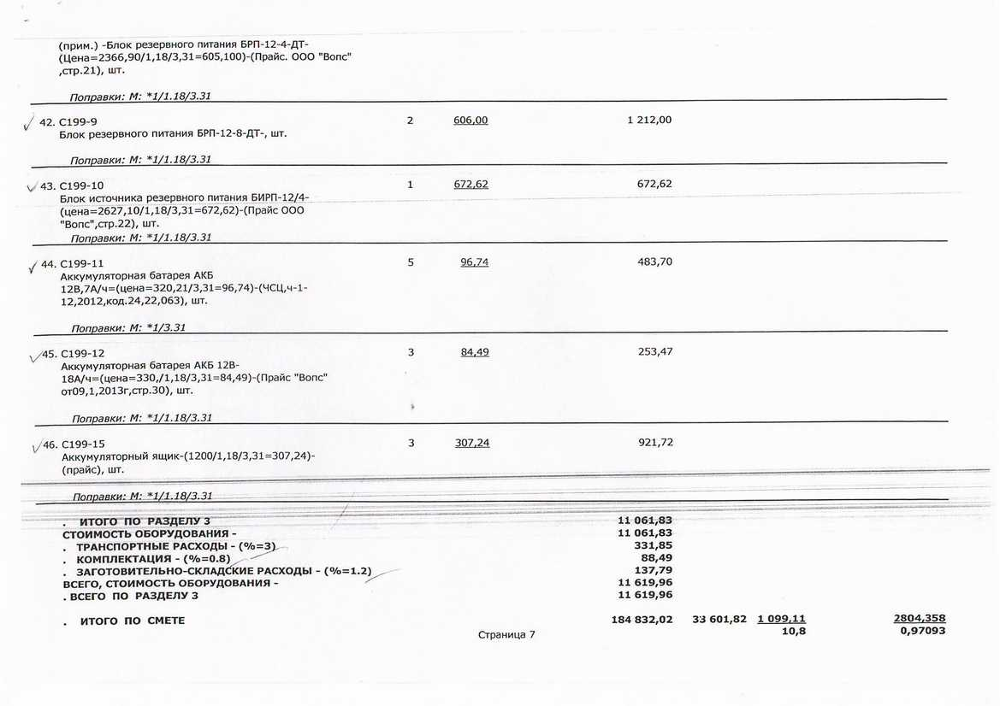 (прим.) -Блок резервного питания БРП-12-4-ДТ-
(Цена=2366,90/1,18/3,31=605,100)-(Прайс. ООО "Вопс"
,стр.21), шт.
Поправки: М: *1/1.18/3.31
42. С199-9 2 606,00 1 212,00
Блок резервного питания БРП-12-8-ДТ-, шт.
Поправки: М: *1/1.18/3.31
43. С199-10 1 672,62 672,62
Блок источника резервного питания БИРП-12/4-
(цена=2627,10/1,18/3,31=672,62)-(Прайс ООО
"Вопс",стр.22), шт.
Поправки: М: *1/1.18/3.31
44. С199-11 5 96,74 483,70
Аккумуляторная батарея АКБ
12В,7А/ч=(цена=320,21/3,31=96,74)-(ЧСЦ,ч-1-
12,2012,код.24,22,063), шт.
Поправки: М: *1/3.31
45. С199-12 3 84,49 253,47
Аккумуляторная батарея АКБ 12В-
18А/ч=(цена=330,/1,18/3,31=84,49)-(Прайс "Вопс"
от09,1,2013г,стр.30), шт.
Поправки: М: *1/1.18/3.31
46. С199-15 3 307,24 921,72
Аккумуляторный ящик-(1200/1,18/3,31=307,24)-
(прайс), шт.
Поправки: М: *1/1.18/3.31
. ИТОГО ПО РАЗДЕЛУ 3 11 061,83
СТОИМОСТЬ ОБОРУДОВАНИЯ - 11 061,83
. ТРАНСПОРТНЫЕ РАСХОДЫ - (%=3) 331,85
. КОМПЛЕКТАЦИЯ - (%=0.8) 88,49
. ЗАГОТОВИТЕЛЬНО-СКЛАДСКИЕ РАСХОДЫ - (%=1.2) 137,79
ВСЕГО, СТОИМОСТЬ ОБОРУДОВАНИЯ - 11 619,96
. ВСЕГО ПО РАЗДЕЛУ 3 11 619,96
. ИТОГО ПО СМЕТЕ 184 832,02 33 601,82 1 099,11 2804,358
10,8 0,97093
Страница 7